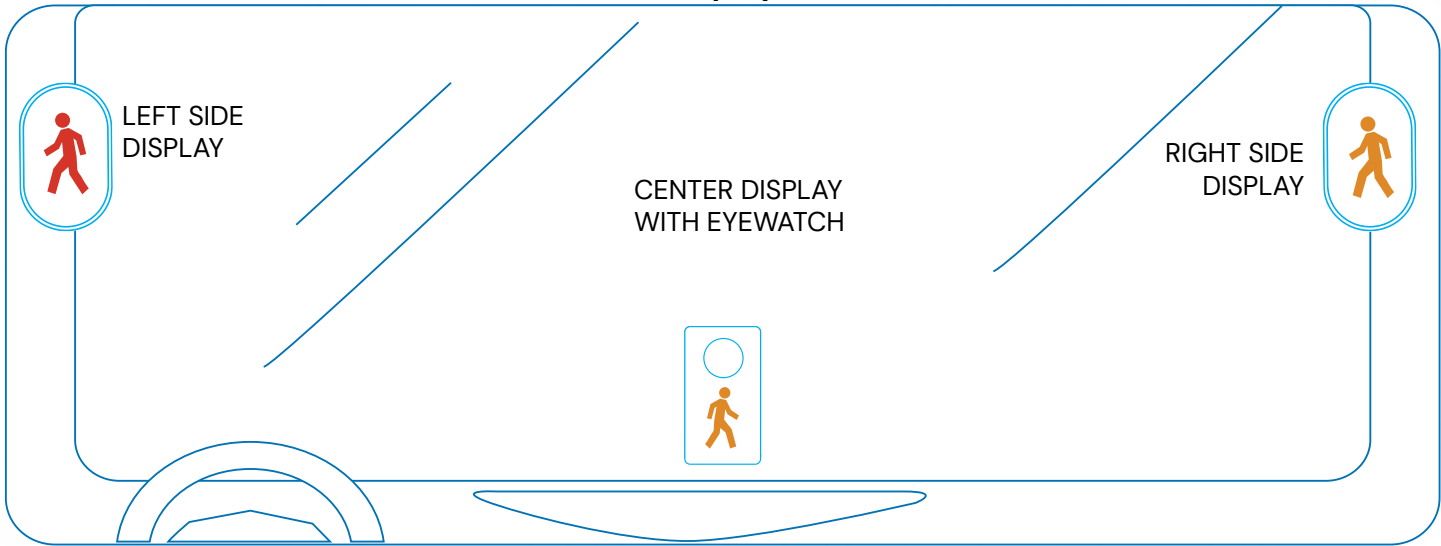 LEFT SIDE
DISPLAY
CENTER DISPLAY
WITH EYEWATCH
RIGHT SIDE
DISPLAY